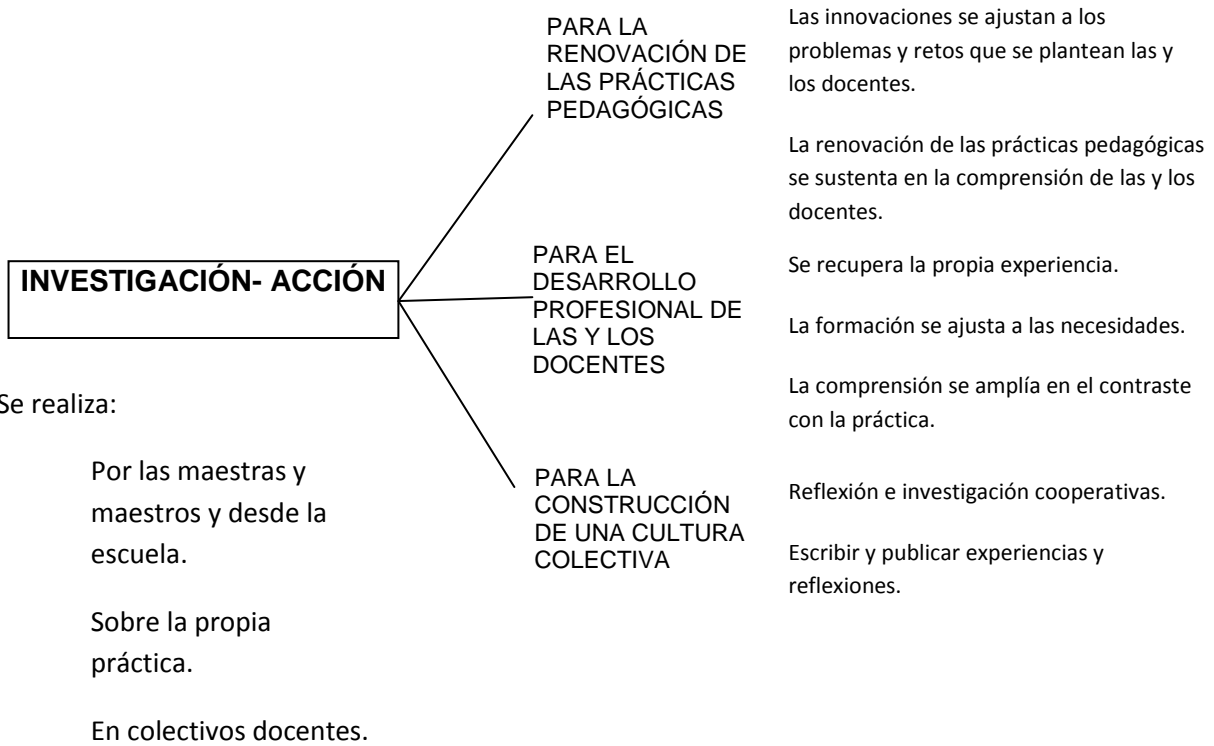 PARA LA
RENOVACIÓN DE
LAS PRÁCTICAS
PEDAGÓGICAS
Las innovaciones se ajustan a los
problemas y retos que se plantean las y
los docentes.
La renovación de las prácticas pedagógicas
se sustenta en la comprensión de las y los
docentes.
INVESTIGACIÓN- ACCIÓN
PARA EL
DESARROLLO
PROFESIONAL DE
LAS Y LOS
DOCENTES
Se recupera la propia experiencia.
La formación se ajusta a las necesidades.
La comprensión se amplía en el contraste
con la práctica.
Se realiza:
Por las maestras y
maestros y desde la
escuela.
Sobre la propia
práctica.
En colectivos docentes.
PARA LA
CONSTRUCCIÓN
DE UNA CULTURA
COLECTIVA
Reflexión e investigación cooperativas.
Escribir y publicar experiencias y
reflexiones.